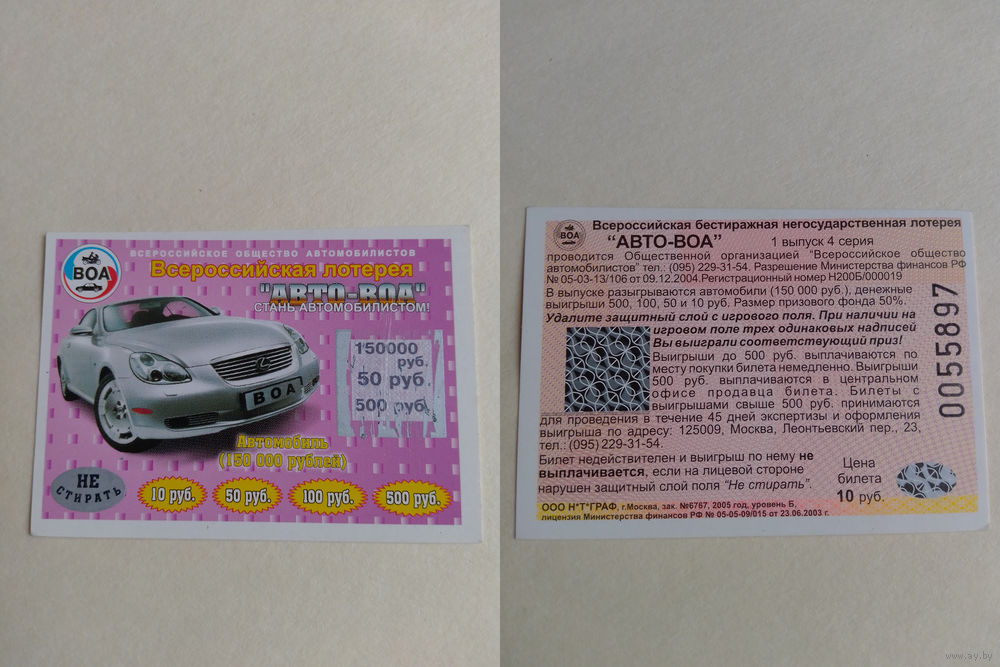 ВСЕРОССИЙСКОЕ ОБЩЕСТВО АВТОМОБИЛИСТОВ
ВОА
Всероссийская лотерея
"АВТО-ВОА"
СТАНЬ АВТОМОБИЛИСТОМ!
150000
руб.
50 руб.
500 руб.
ВОА
Автомобиль
(150 000 рублей)
НЕ
СТИРАТЬ
10 руб.
50 руб.
100 руб.
500 руб.
ВОА
Всероссийская бестиражная негосударственная лотерея
“АВТО-ВОА” 1 выпуск 4 серия
проводится Общественной организацией "Всероссийское общество
автомобилистов" тел.: (095) 229-31-54. Разрешение Министерства финансов РФ
№ 05-03-13/106 от 09.12.2004. Регистрационный номер Н2005/000019
В выпуске разыгрываются автомобили (150 000 руб.), денежные
выигрыши 500, 100, 50 и 10 руб. Размер призового фонда 50%.
Удалите защитный слой с игрового поля. При наличии на
игровом поле трех одинаковых надписей
Вы выиграли соответствующий приз!
Выигрыши до 500 руб. выплачиваются по
месту покупки билета немедленно. Выигрыши
500 руб. выплачиваются в центральном
офисе продавца билета. Билеты с
выигрышами свыше 500 руб. принимаются
для проведения в течение 45 дней экспертизы и оформления
выигрыша по адресу: 125009, Москва, Леонтьевский пер., 23,
тел.: (095) 229-31-54.
Билет недействителен и выигрыш по нему не
выплачивается, если на лицевой стороне
нарушен защитный слой поля “Не стирать”.
Цена
билета
10 руб.
0055897
ООО Н*Т*ГРАФ, г.Москва, зак. №6767, 2005 год, уровень Б,
лицензия Министерства финансов РФ № 05-05-09/015 от 23.06.2003 г.
www.ay.by